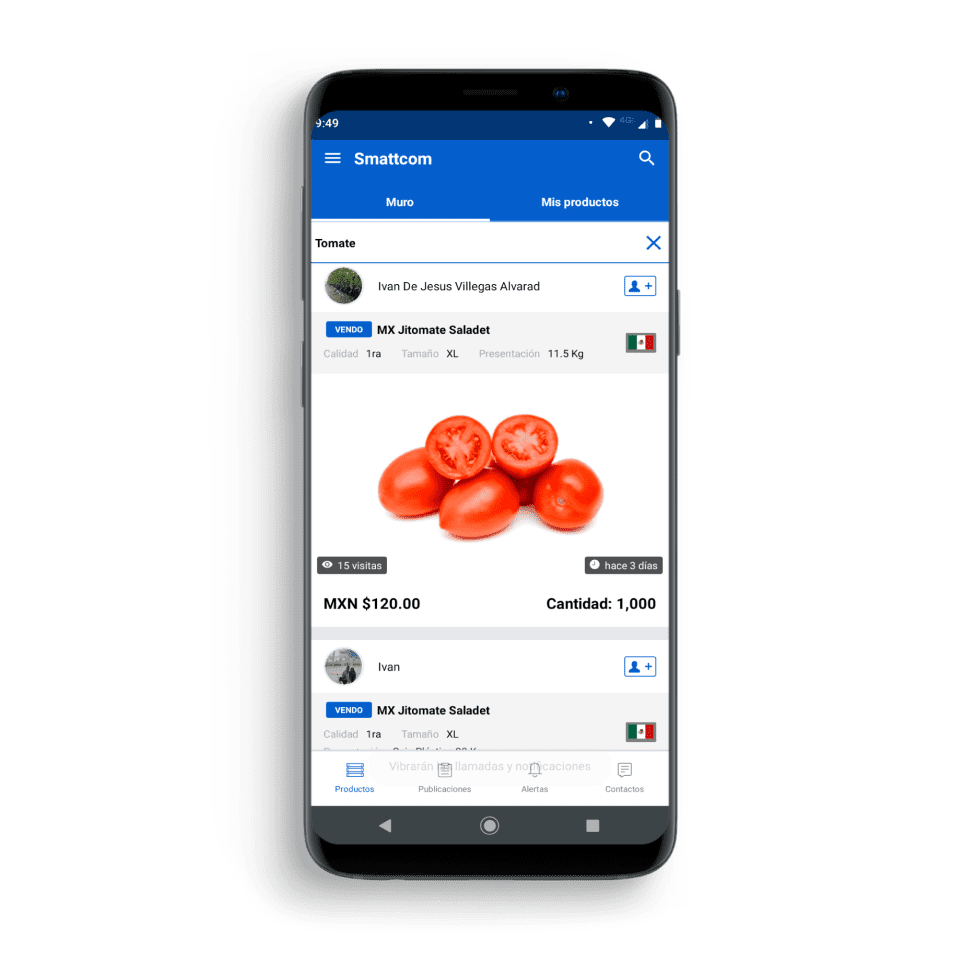 9:49
4G
Smattcom
Muro Mis productos
Tomate
Ivan De Jesus Villegas Alvarad
VENDO MX Jitomate Saladet
Calidad 1ra Tamaño XL Presentación 11.5 Kg
15 visitas hace 3 días
MXN $120.00 Cantidad: 1,000
Ivan
VENDO MX Jitomate Saladet
Calidad 1ra Tamaño XL
Vibrarán llamadas y notificaciones
Productos Publicaciones Alertas Contactos